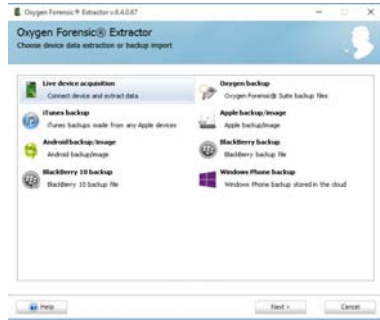 Oxygen Forensic® Extractor v.6.4.0.67
Oxygen Forensic® Extractor
Choose device data extraction or backup import
Live device acquisition
Connect device and extract data
iTunes backup
iTunes backups made from any Apple devices
Android backup/image
Android backup/image
BlackBerry 10 backup
BlackBerry 10 backup file
Oxygen backup
Oxygen Forensic® Suite backup files
Apple backup/image
Apple backup/image
BlackBerry backup
BlackBerry backup file
Windows Phone backup
Windows Phone backup stored in the cloud
Help
Next >
Cancel